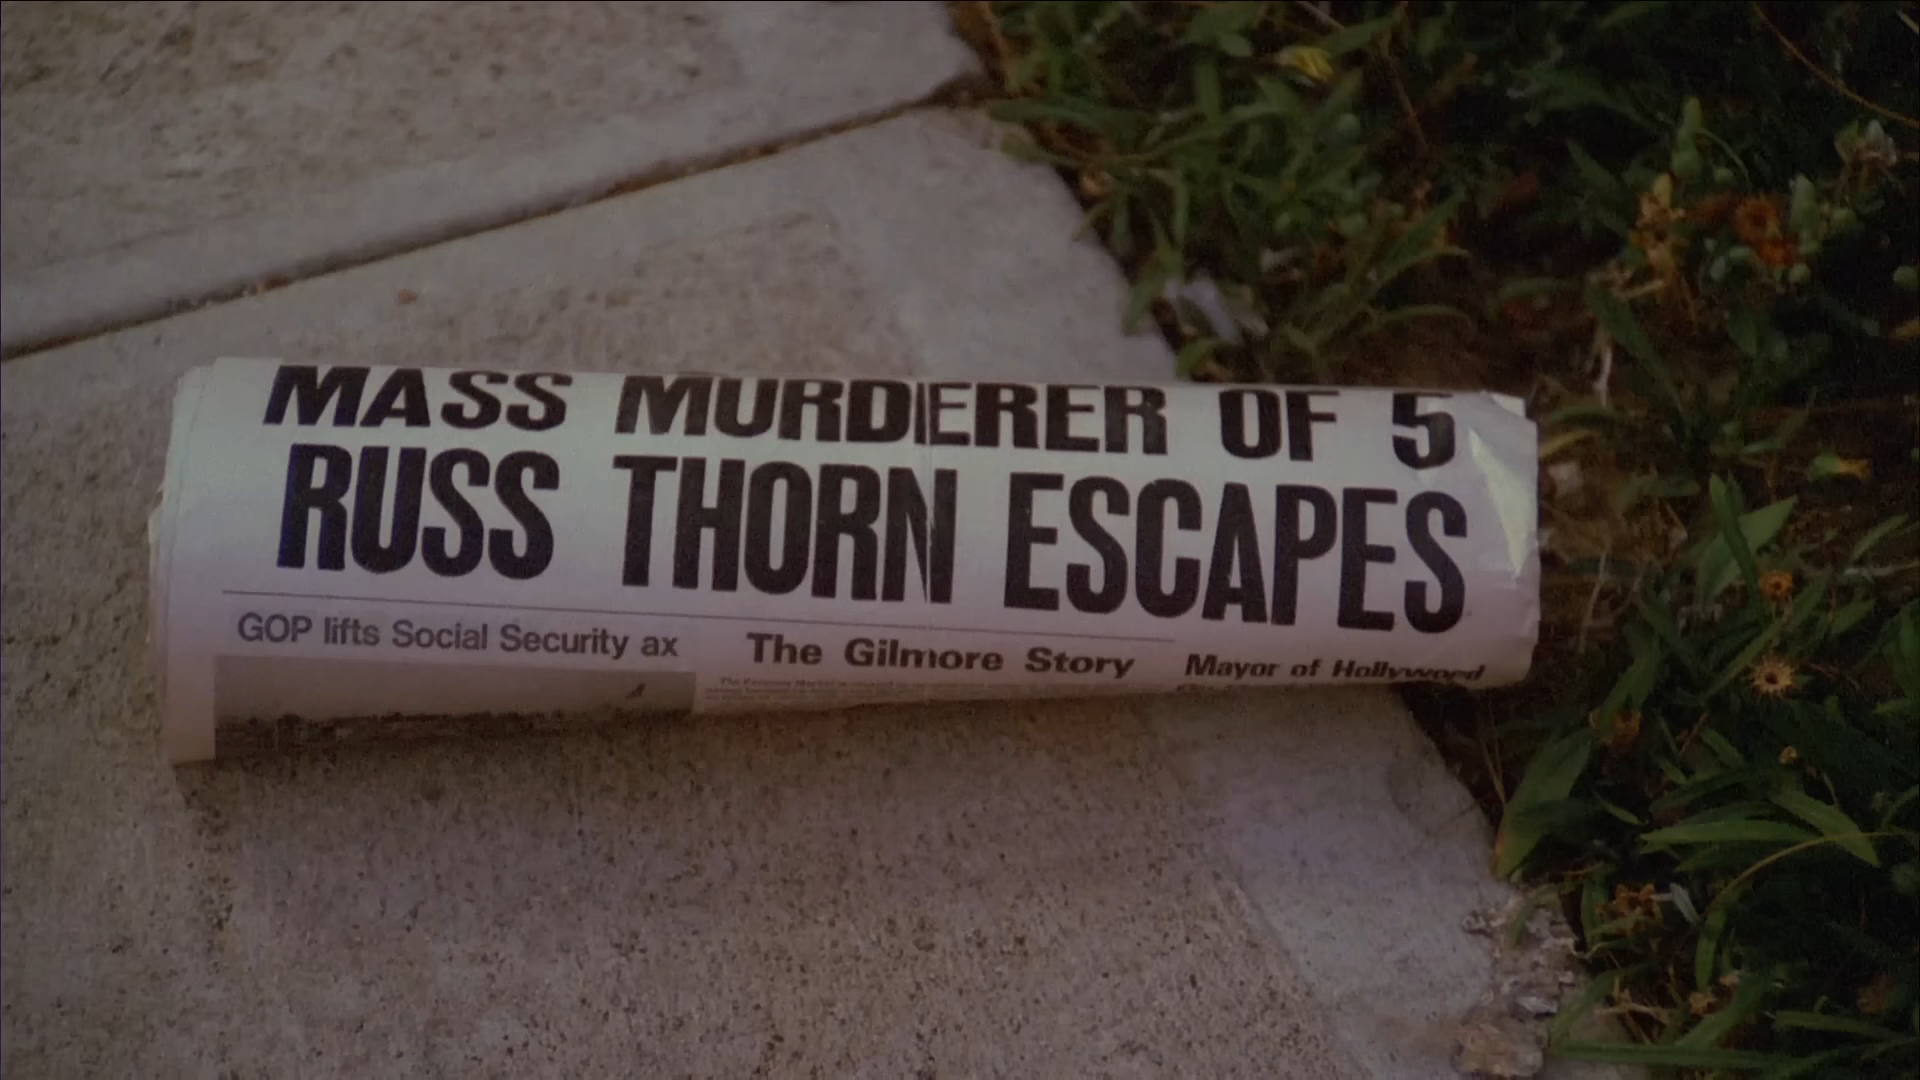 MASS MURDERER OF 5
RUSS THORN ESCAPES
GOP lifts Social Security ax
The Gilmore Story
Mayor of Hollywood